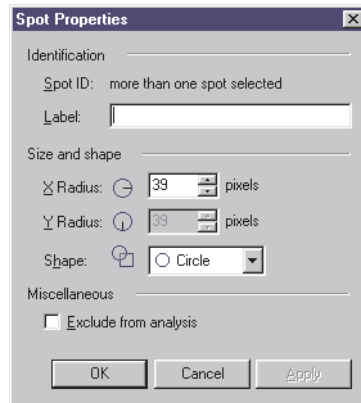 Spot Properties
Identification
Spot ID: more than one spot selected
Label:
Size and shape
X Radius: 39 pixels
Y Radius: 39 pixels
Shape: Circle
Miscellaneous
Exclude from analysis
OK Cancel Apply